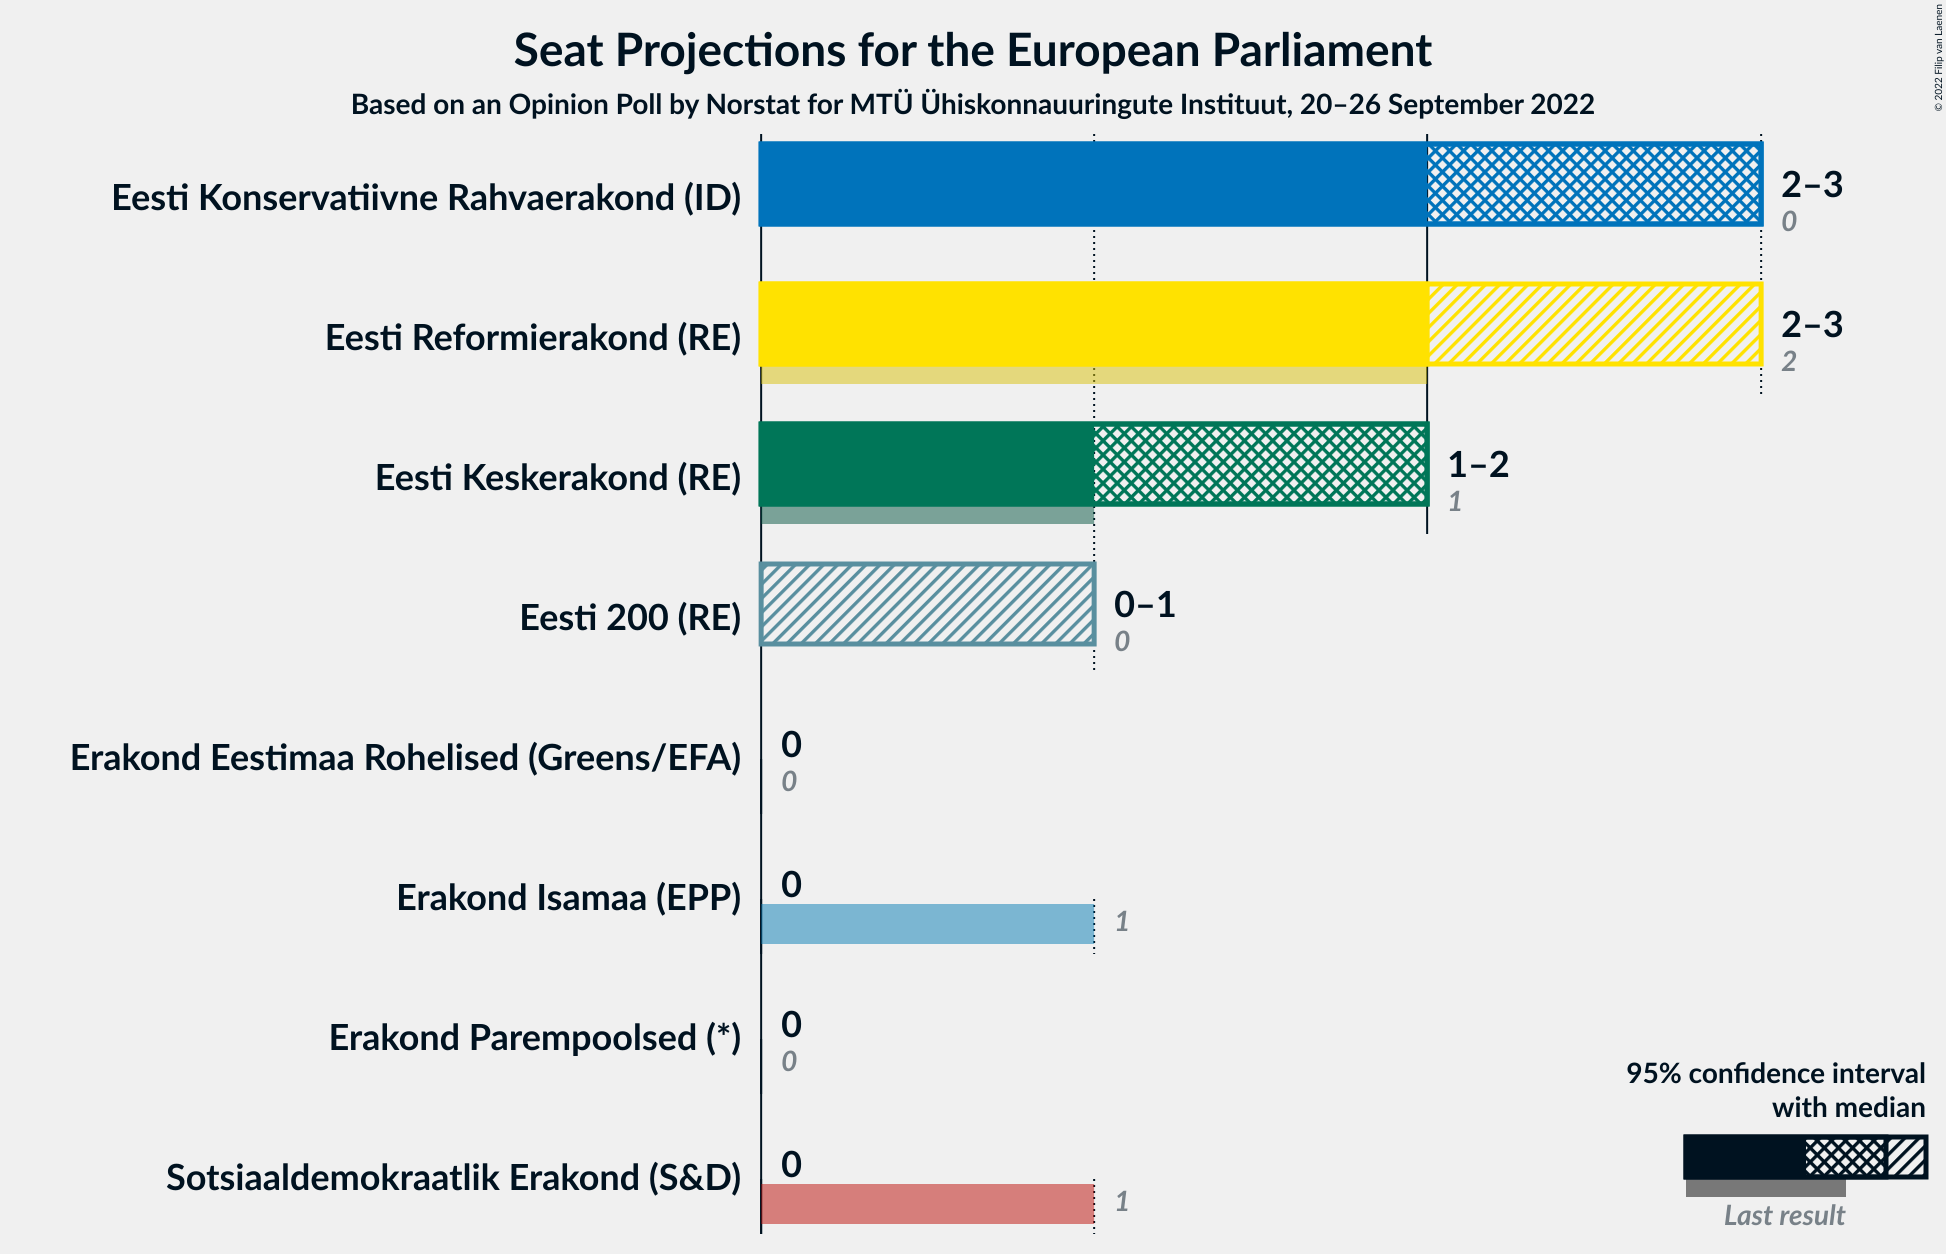 Seat Projections for the European Parliament
Based on an Opinion Poll by Norstat for MTÜ Ühiskonnauuringute Instituut, 20–26 September 2022
© 2022 Filip van Laenen
Eesti Konservatiivne Rahvaerakond (ID)
2–3
0
Eesti Reformierakond (RE)
2–3
2
Eesti Keskerakond (RE)
1–2
1
Eesti 200 (RE)
0–1
0
Erakond Eestimaa Rohelised (Greens/EFA)
0
0
Erakond Isamaa (EPP)
0
1
Erakond Parempoolsed (*)
0
0
Sotsiaaldemokraatlik Erakond (S&D)
0
1
95% confidence interval
with median
Last result